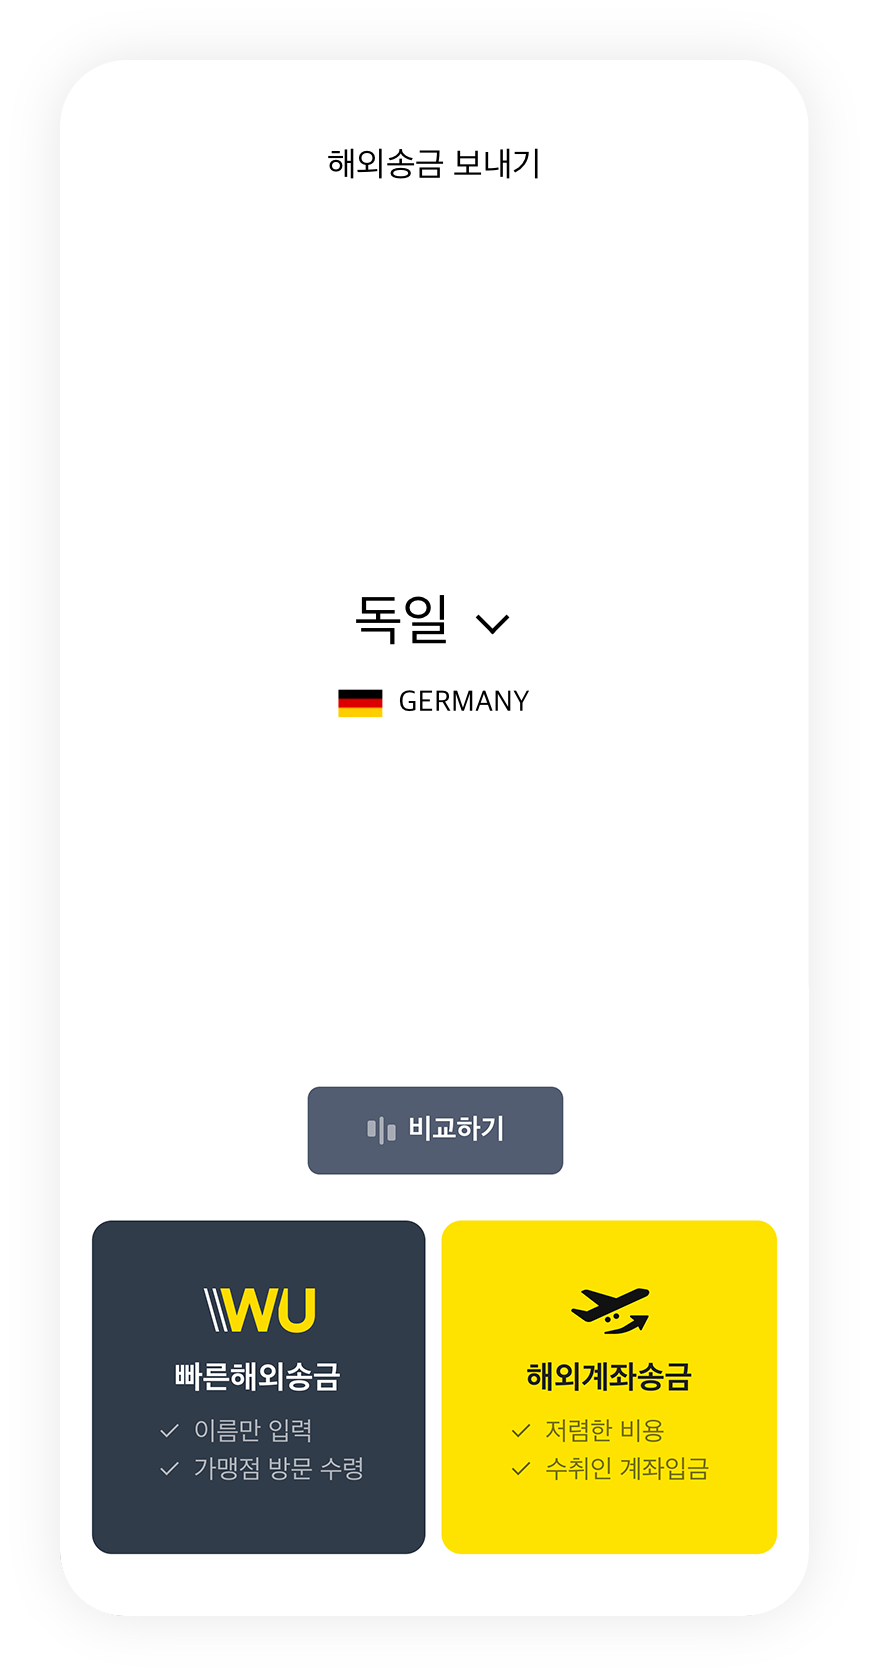 해외송금 보내기
독일
GERMANY
비교하기
WU
빠른해외송금
이름만 입력
가맹점 방문 수령
해외계좌송금
저렴한 비용
수취인 계좌입금